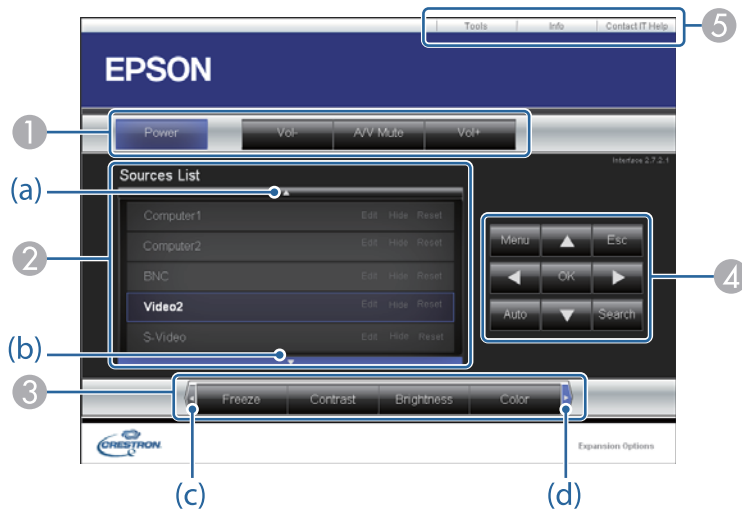 Tools Info Contact IT Help 5
EPSON
1 Power Vol- A/V Mute Vol+
Interface 2.7.2.1
Sources List
(a)
Computer1 Edit Hide Reset
Computer2 Edit Hide Reset
BNC Edit Hide Reset
Video2 Edit Hide Reset
S-Video Edit Hide Reset
2
(b)
Menu Esc
OK 4
Auto Search
3 Freeze Contrast Brightness Color
CRESTRON Expansion Options
(c) (d)